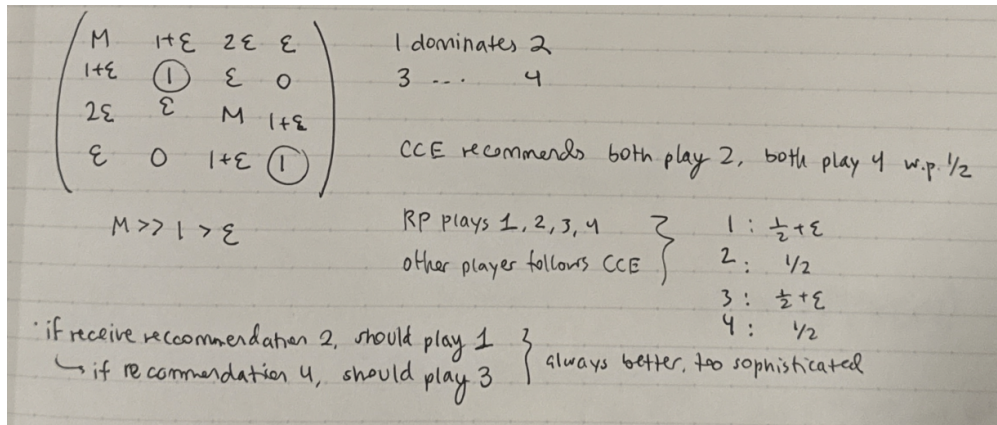 M 1+ε 2ε ε
1+ε 1 ε 0
2ε ε M 1+ε
ε 0 1+ε 1
M >> 1 > ε
1 dominates 2
3 .... 4
CCE recommends both play 2, both play 4 w.p. 1/2
RP plays 1, 2, 3, 4
other player follows CCE
1 : 1/2 + ε
2 : 1/2
3 : 1/2 + ε
4 : 1/2
· if receive reccommendation 2, should play 1
↳ if recommendation 4, should play 3
always better, too sophisticated